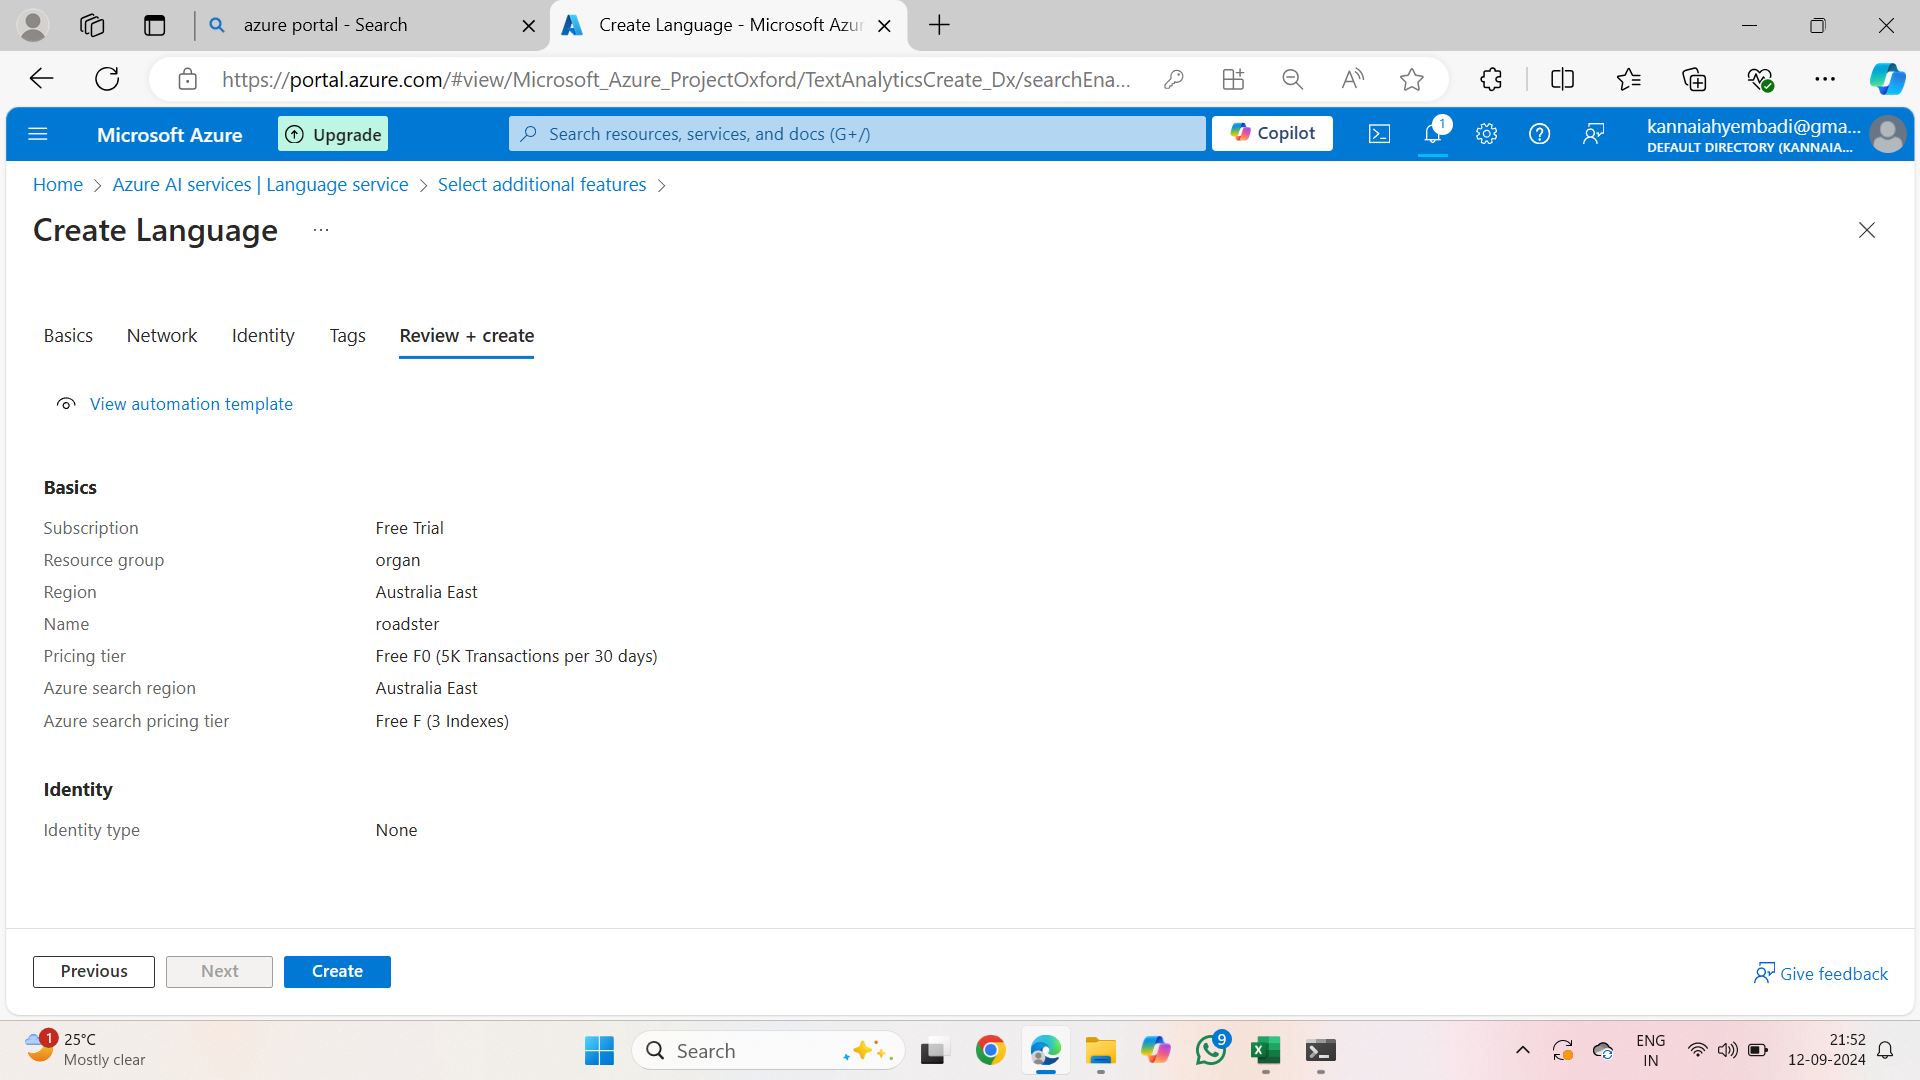 azure portal - Search
Create Language - Microsoft Azur
https://portal.azure.com/#view/Microsoft_Azure_ProjectOxford/TextAnalyticsCreate_Dx/searchEna...
Microsoft Azure
Upgrade
Search resources, services, and docs (G+/)
Copilot
1
kannaiahyembadi@gma...
DEFAULT DIRECTORY (KANNAIA...
Home > Azure AI services | Language service > Select additional features >
Create Language ...
Basics Network Identity Tags Review + create
View automation template
Basics
Subscription Free Trial
Resource group organ
Region Australia East
Name roadster
Pricing tier Free F0 (5K Transactions per 30 days)
Azure search region Australia East
Azure search pricing tier Free F (3 Indexes)
Identity
Identity type None
Previous Next Create
Give feedback
1
25°C
Mostly clear
Search
9
ENG
IN
21:52
12-09-2024